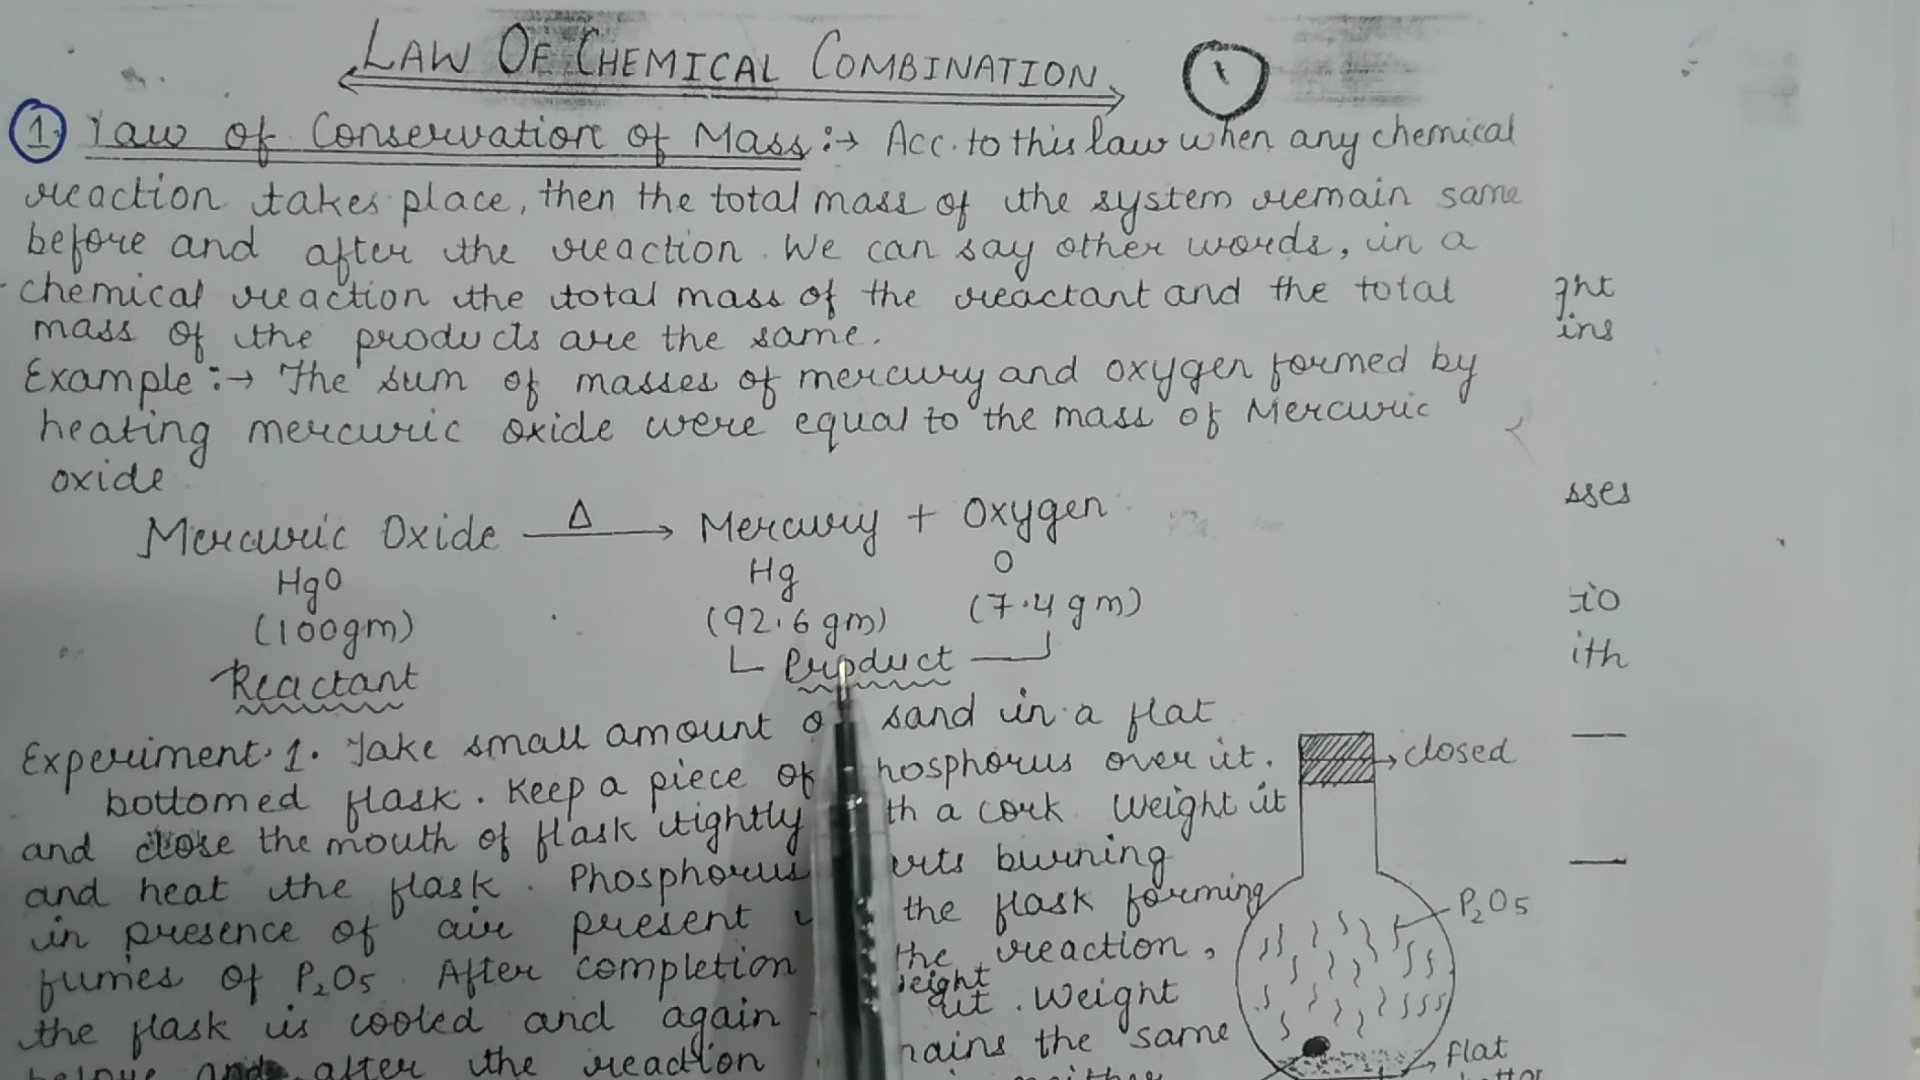 LAW OF CHEMICAL COMBINATION
1
1. Law of Conservation of Mass :→ Acc. to this law when any chemical
reaction takes place, then the total mass of the system remain same
before and after the reaction. We can say other words, in a
chemical reaction the total mass of the reactant and the total
mass of the products are the same.
Example :→ The sum of masses of mercury and oxygen formed by
heating mercuric oxide were equal to the mass of Mercuric
oxide.
Mercuric Oxide —Δ→ Mercury + Oxygen
HgO Hg O
(100gm) (92.6 gm) (7.4 gm)
Reactant Product
Experiment. 1. Take small amount sand in a flat
bottomed flask. Keep a piece of hosphorus over it.
and close the mouth of flask tightly th a cork. Weight it
and heat the flask. Phosphorus rts burning
in presence of air present the flask forming
fumes of P₂O₅. After completion the reaction,
the flask is cooled and again eight it. Weight
before and after the reaction mains the same
closed
P₂O₅
flat
ght
ins
sses
tio
ith